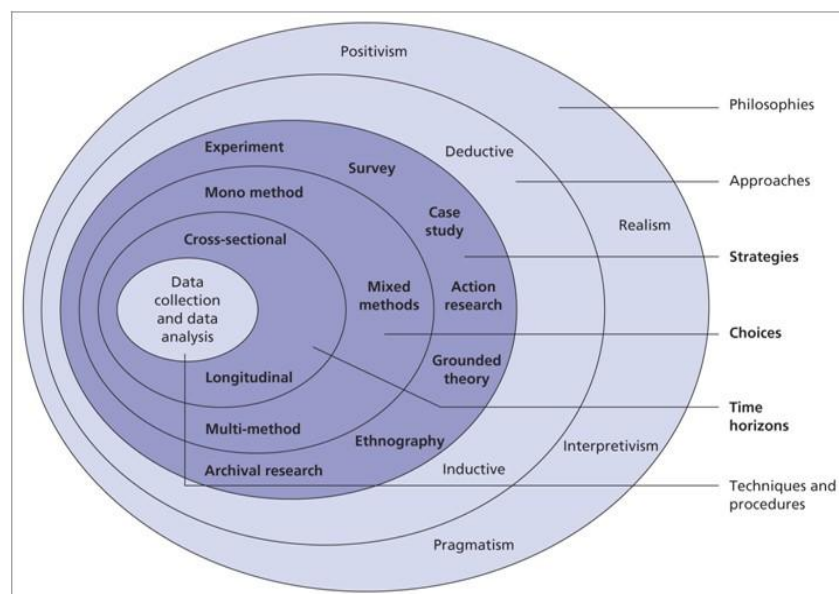 Positivism
Philosophies
Experiment
Deductive
Survey
Approaches
Mono method
Case
study
Realism
Cross-sectional
Strategies
Data
collection
and data
analysis
Mixed
methods
Action
research
Choices
Longitudinal
Grounded
theory
Time
horizons
Multi-method
Ethnography
Interpretivism
Archival research
Inductive
Techniques and
procedures
Pragmatism